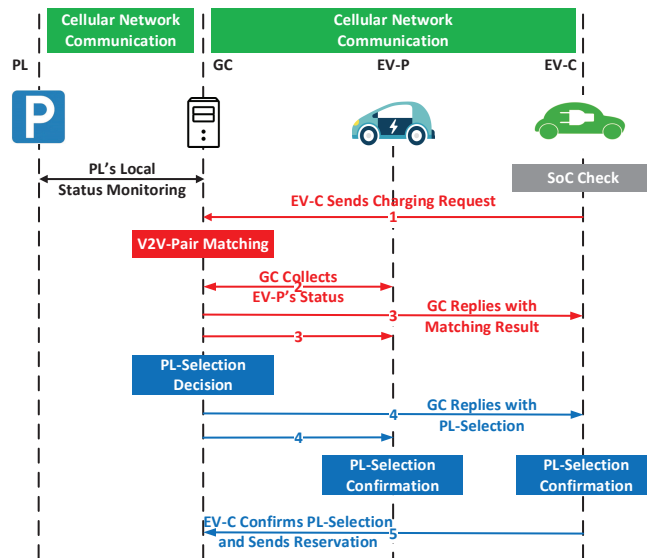 Cellular Network
Communication
Cellular Network
Communication
PL
GC
EV-P
EV-C
P
PL's Local
Status Monitoring
SoC Check
EV-C Sends Charging Request
1
V2V-Pair Matching
GC Collects
2
EV-P's Status
GC Replies with
3
Matching Result
3
PL-Selection
Decision
GC Replies with
4
PL-Selection
4
PL-Selection
Confirmation
PL-Selection
Confirmation
EV-C Confirms PL-Selection
5
and Sends Reservation